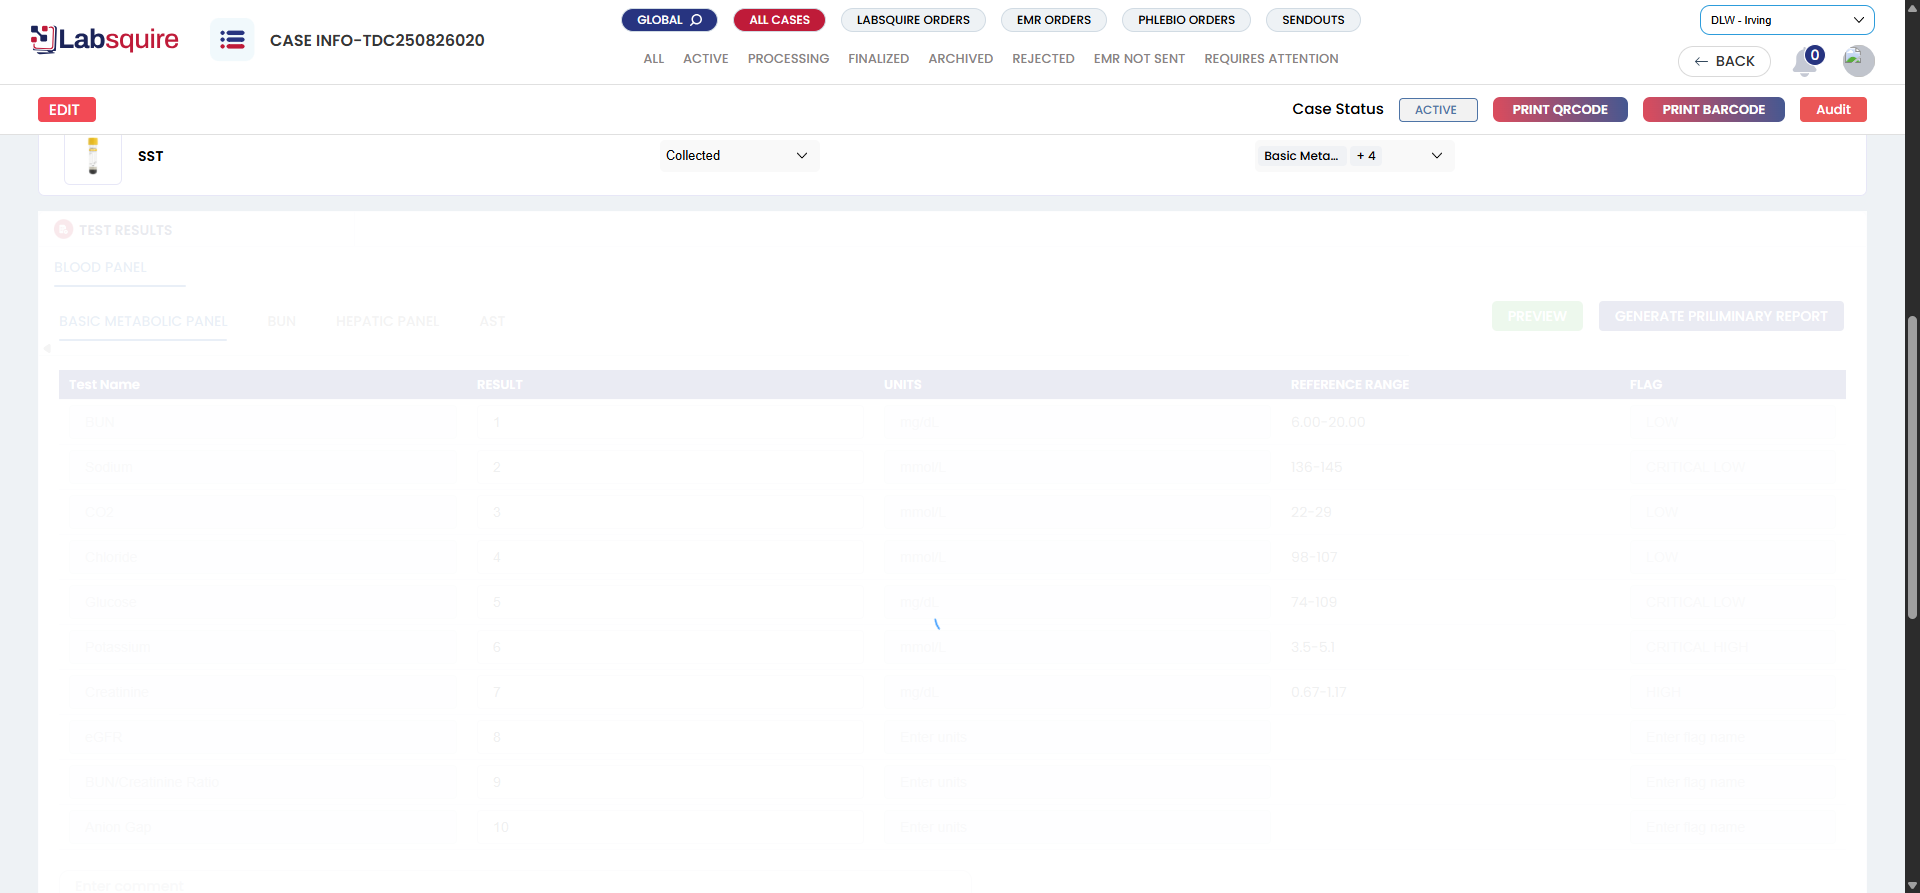 Labsquire
CASE INFO-TDC250826020
GLOBAL
ALL CASES
LABSQUIRE ORDERS
EMR ORDERS
PHLEBIO ORDERS
SENDOUTS
ALL
ACTIVE
PROCESSING
FINALIZED
ARCHIVED
REJECTED
EMR NOT SENT
REQUIRES ATTENTION
DLW - Irving
← BACK
0
EDIT
Case Status
ACTIVE
PRINT QRCODE
PRINT BARCODE
Audit
SST
Collected
Basic Meta...
+ 4
TEST RESULTS
BLOOD PANEL
BASIC METABOLIC PANEL
BUN
HEPATIC PANEL
AST
PREVIEW
GENERATE PRILIMINARY REPORT
Test Name RESULT UNITS REFERENCE RANGE FLAG
BUN 1 mg/dL 6.00-20.00 LOW
Sodium 2 mmol/L 136-145 CRITICAL LOW
CO2 3 mmol/L 22-29 LOW
Chloride 4 mmol/L 98-107 LOW
Glucose 5 mg/dL 74-109 CRITICAL LOW
Potassium 6 mmol/L 3.5-5.1 CRITICAL HIGH
Creatinine 7 mg/dL 0.67-1.17 HIGH
eGFR 8 Enter units Enter flag name
BUN/Creatinine Ratio 9 Enter units Enter flag name
Anion Gap 10 Enter units Enter flag name
Enter comment